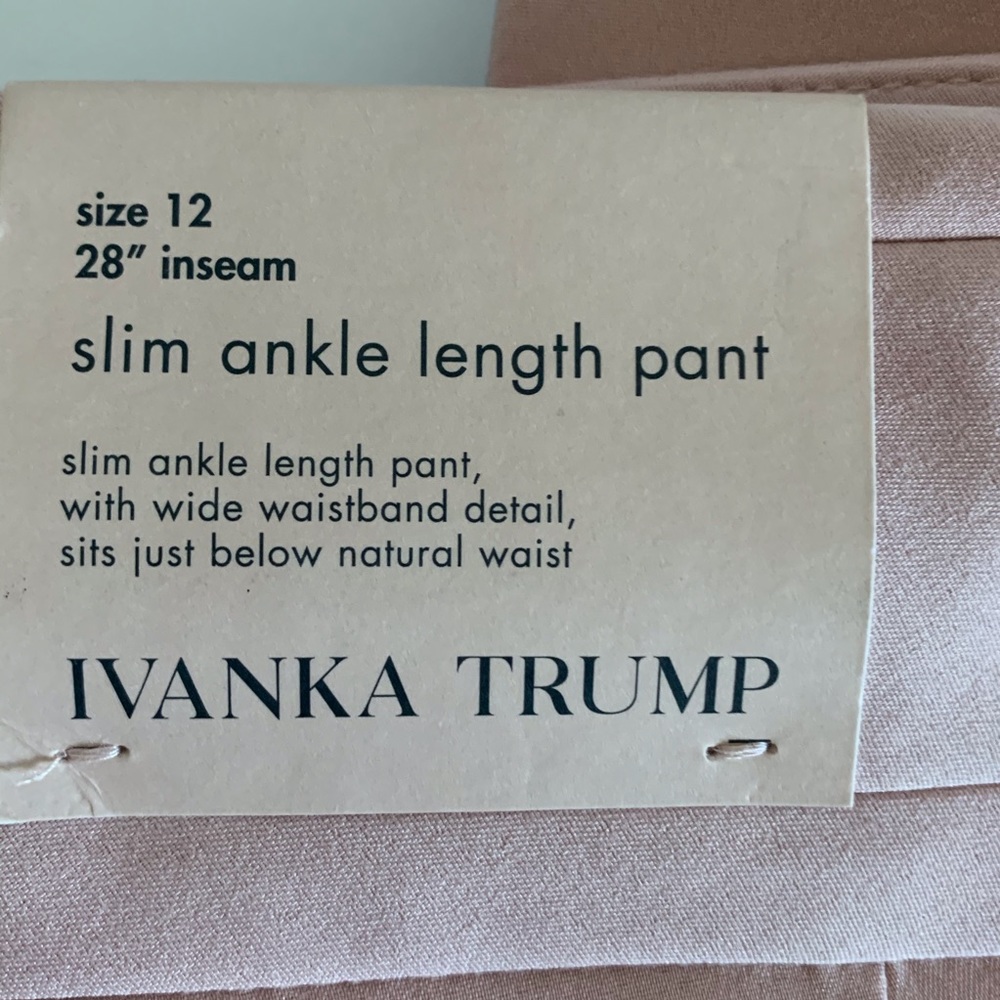 size 12
28" inseam
slim ankle length pant
slim ankle length pant,
with wide waistband detail,
sits just below natural waist
IVANKA TRUMP